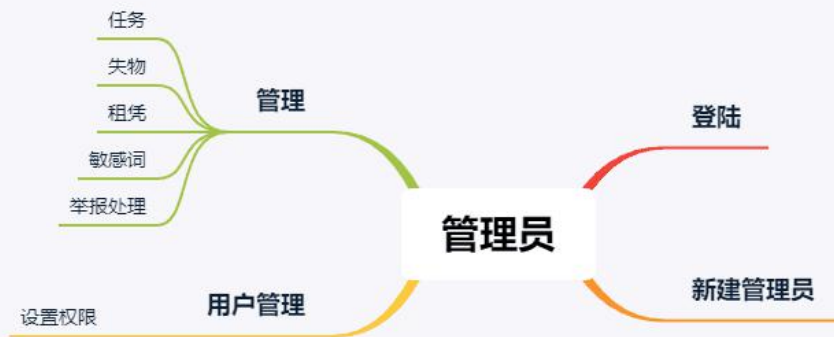 任务
失物
管理
租凭
登陆
敏感词
举报处理
管理员
新建管理员
用户管理
设置权限